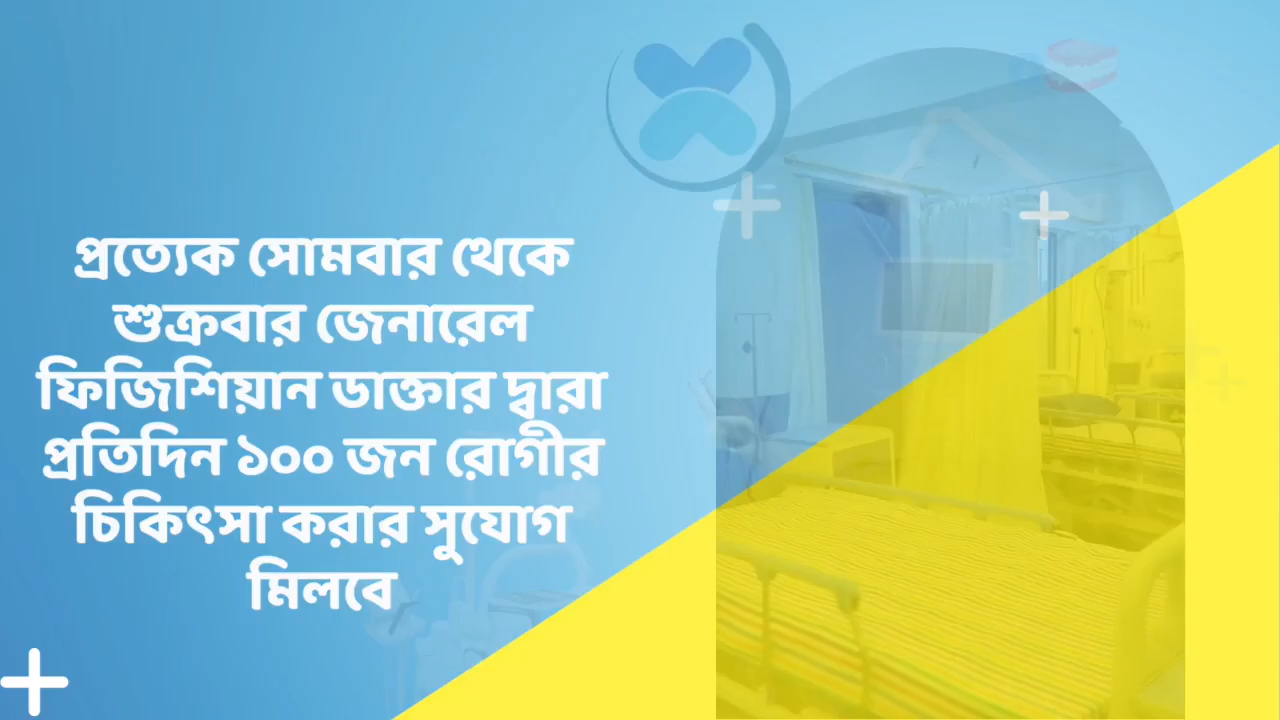 প্রত্যেক সোমবার থেকে
শুক্রবার জেনারেল
ফিজিশিয়ান ডাক্তার দ্বারা
প্রতিদিন ১০০ জন রোগীর
চিকিৎসা করার সুযোগ
মিলবে